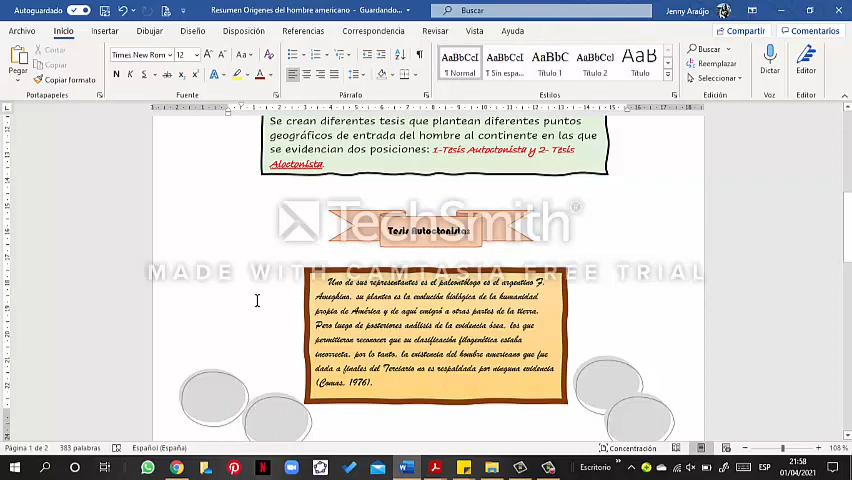 Autoguardado
Resumen Origenes del hombre americano - Guardando...
Buscar
Jenny Araújo
Archivo Inicio Insertar Dibujar Diseño Disposición Referencias Correspondencia Revisar Vista Ayuda
Compartir Comentarios
Pegar
Cortar
Copiar
Copiar formato
Times New Rom 12
N K S
AaBbCcI AaBbCcI AaBbC AaBbCcI AaB
¶ Normal ¶ Sin espa... Título 1 Título 2 Título
Buscar
Reemplazar
Seleccionar
Dictar
Editor
Portapapeles Fuente Párrafo Estilos Edición Voz Editor
Se crean diferentes tesis que plantean diferentes puntos
geográficos de entrada del hombre al continente en las que
se evidencian dos posiciones: 1-Tesis Autoctonista y 2- Tesis
Aloctonista.
TechSmith®
Tesis Autoctonistas
MADE WITH CAMTASIA FREE TRIAL
Uno de sus representantes es el paleontólogo es el argentino F.
Ameghino, su planteo es la evolución biológica de la humanidad
propia de América y de aquí emigró a otras partes de la tierra.
Pero luego de posteriores análisis de la evidencia ósea, los que
permitieron reconocer que su clasificación filogenética estaba
incorrecta, por lo tanto, la existencia del hombre americano que fue
dada a finales del Terciario no es respaldada por ninguna evidencia
(Comas, 1976).
Página 1 de 2 383 palabras Español (España)
Concentración
108 %
Escritorio
ESP
21:58
01/04/2021